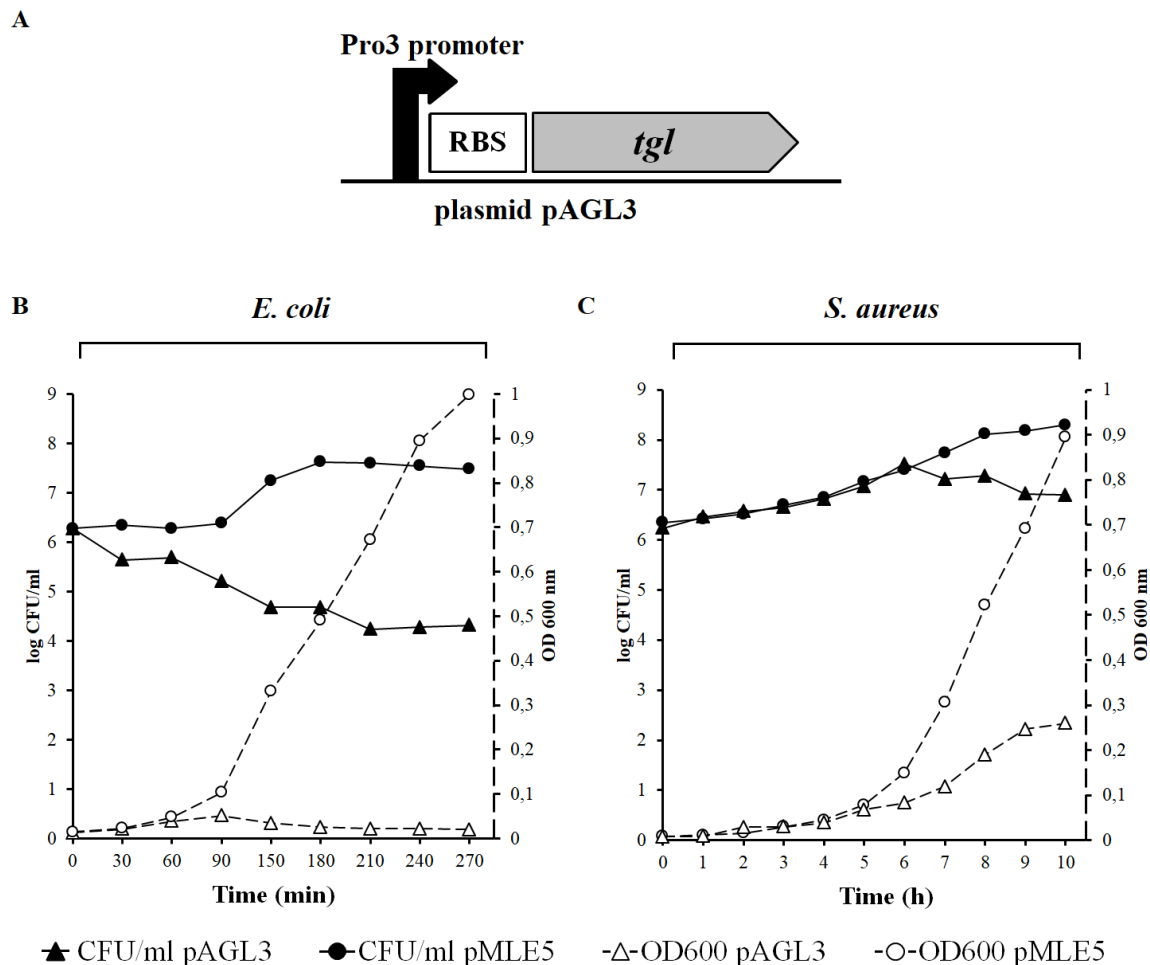 A
Pro3 promoter
RBS
tgl
plasmid pAGL3
B
E. coli
9
8
7
6
5
4
3
2
1
0
log CFU/ml
1
0,9
0,8
0,7
0,6
0,5
0,4
0,3
0,2
0,1
0
OD 600 nm
0 30 60 90 150 180 210 240 270
Time (min)
C
S. aureus
9
8
7
6
5
4
3
2
1
0
log CFU/ml
1
0,9
0,8
0,7
0,6
0,5
0,4
0,3
0,2
0,1
0
OD 600 nm
0 1 2 3 4 5 6 7 8 9 10
Time (h)
CFU/ml pAGL3 CFU/ml pMLE5 OD600 pAGL3 OD600 pMLE5